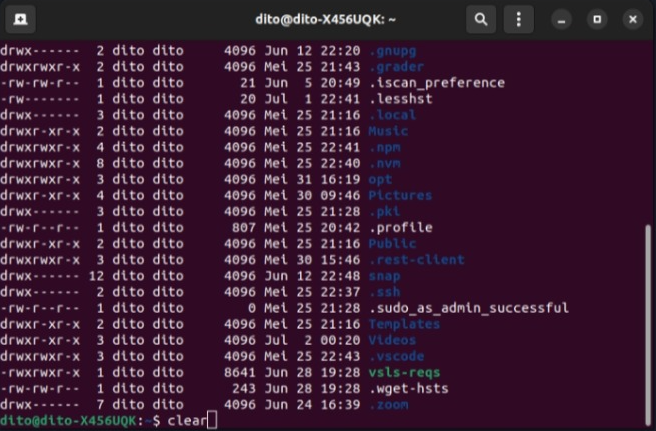 dito@dito-X456UQK: ~
drwx------ 2 dito dito 4096 Jun 12 22:20 .gnupg
drwxrwxr-x 2 dito dito 4096 Mei 25 21:43 .grader
-rw-rw-r-- 1 dito dito 21 Jun 5 20:49 .iscan_preference
-rw------- 1 dito dito 20 Jul 1 22:41 .lesshst
drwx------ 3 dito dito 4096 Mei 25 21:16 .local
drwxr-xr-x 2 dito dito 4096 Mei 25 21:16 Music
drwxrwxr-x 4 dito dito 4096 Mei 25 22:41 .npm
drwxrwxr-x 8 dito dito 4096 Mei 25 22:40 .nvm
drwxrwxr-x 3 dito dito 4096 Mei 31 16:19 opt
drwxr-xr-x 4 dito dito 4096 Mei 30 09:46 Pictures
drwx------ 3 dito dito 4096 Mei 25 21:28 .pki
-rw-r--r-- 1 dito dito 807 Mei 25 20:42 .profile
drwxr-xr-x 2 dito dito 4096 Mei 25 21:16 Public
drwxrwxr-x 3 dito dito 4096 Mei 30 15:46 .rest-client
drwx------ 12 dito dito 4096 Jun 12 22:48 snap
drwx------ 2 dito dito 4096 Mei 25 22:37 .ssh
-rw-r--r-- 1 dito dito 0 Mei 25 21:28 .sudo_as_admin_successful
drwxr-xr-x 2 dito dito 4096 Mei 25 21:16 Templates
drwxr-xr-x 3 dito dito 4096 Jul 2 00:20 Videos
drwxrwxr-x 3 dito dito 4096 Mei 25 22:43 .vscode
-rwxrwxr-x 1 dito dito 8641 Jun 28 19:28 vsls-reqs
-rw-rw-r-- 1 dito dito 243 Jun 28 19:28 .wget-hsts
drwx------ 7 dito dito 4096 Jun 24 16:39 .zoom
dito@dito-X456UQK:~$ clear